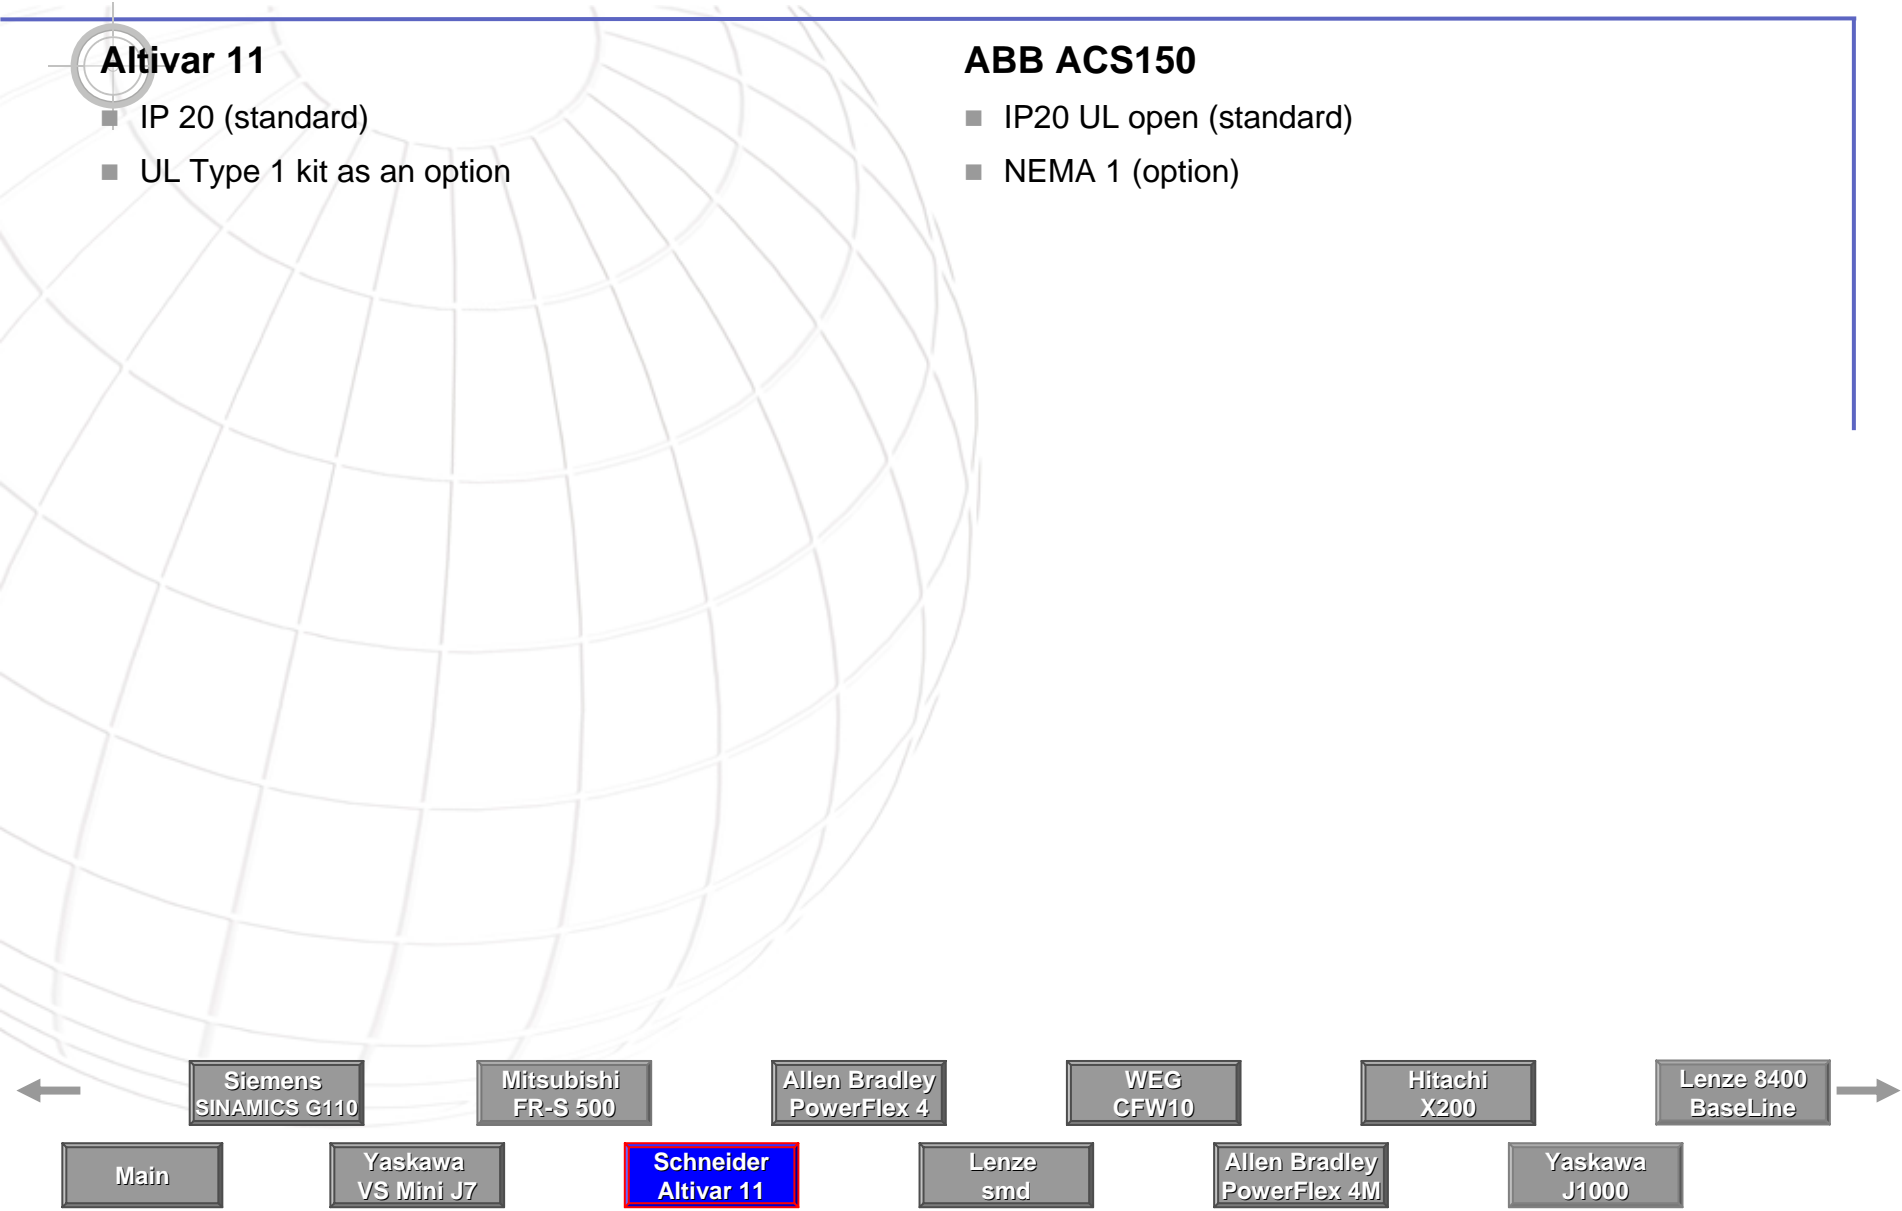 Altivar 11
IP 20 (standard)
UL Type 1 kit as an option
ABB ACS150
IP20 UL open (standard)
NEMA 1 (option)
Siemens
SINAMICS G110
Mitsubishi
FR-S 500
Allen Bradley
PowerFlex 4
WEG
CFW10
Hitachi
X200
Lenze 8400
BaseLine
Main
Yaskawa
VS Mini J7
Schneider
Altivar 11
Lenze
smd
Allen Bradley
PowerFlex 4M
Yaskawa
J1000